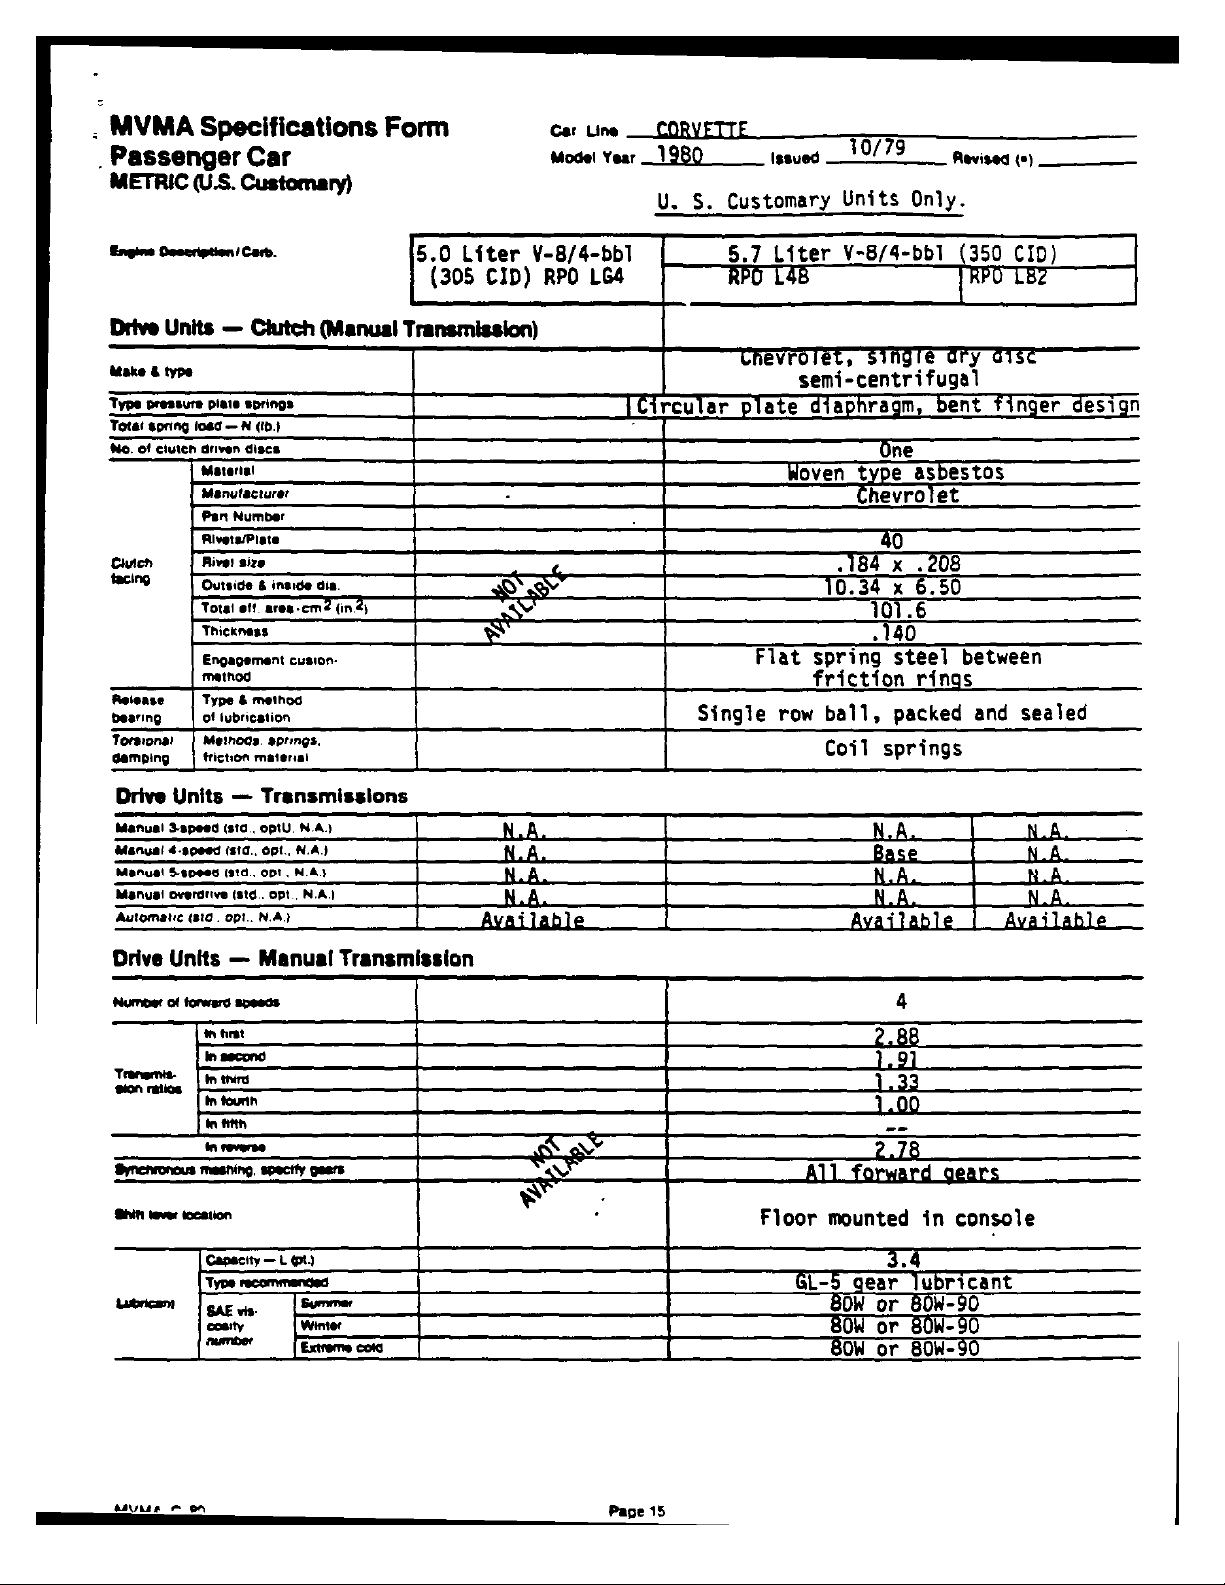 MVMA Specifications Form
Passenger Car
METRIC (U.S. Customary)
Car Line CORVETTE
Model Year 1980 Issued 10/79 Revised (•)
U. S. Customary Units Only.
Engine Description/Carb.
5.0 Liter V-8/4-bbl
(305 CID) RPO LG4
5.7 Liter V-8/4-bbl (350 CID)
RPO L48 RPO L82
Drive Units — Clutch (Manual Transmission)
Make & type Chevrolet, single dry disc
semi-centrifugal
Type pressure plate springs Circular plate diaphragm, bent finger design
Total spring load — N (lb.)
No. of clutch driven discs One
Clutch facing
Material Woven type asbestos
Manufacturer Chevrolet
Part Number
Rivets/Plate 40
Rivet size .184 x .208
Outside & inside dia. 10.34 x 6.50
Total eff. area-cm2 (in.2) 101.6
Thickness .140
Engagement cusion-method Flat spring steel between
friction rings
NOT
AVAILABLE
Release bearing Type & method of lubrication Single row ball, packed and sealed
Torsional damping Methods, springs, friction material Coil springs
Drive Units — Transmissions
Manual 3-speed (std., optU, N.A.) N.A. N.A. N.A.
Manual 4-speed (std., opt., N.A.) N.A. Base N.A.
Manual 5-speed (std., opt., N.A.) N.A. N.A. N.A.
Manual overdrive (std., opt., N.A.) N.A. N.A. N.A.
Automatic (std., opt., N.A.) Available Available Available
Drive Units — Manual Transmission
Number of forward speeds 4
Transmis-
sion ratios
In first 2.88
In second 1.91
In third 1.33
In fourth 1.00
In fifth --
In reverse 2.78
NOT
AVAILABLE
Synchronous meshing, specify gears All forward gears
Shift lever location Floor mounted in console
Lubricant
Capacity — L (pt.) 3.4
Type recommended GL-5 gear lubricant
SAE vis-
cosity
number
Summer 80W or 80W-90
Winter 80W or 80W-90
Extreme cold 80W or 80W-90
Page 15